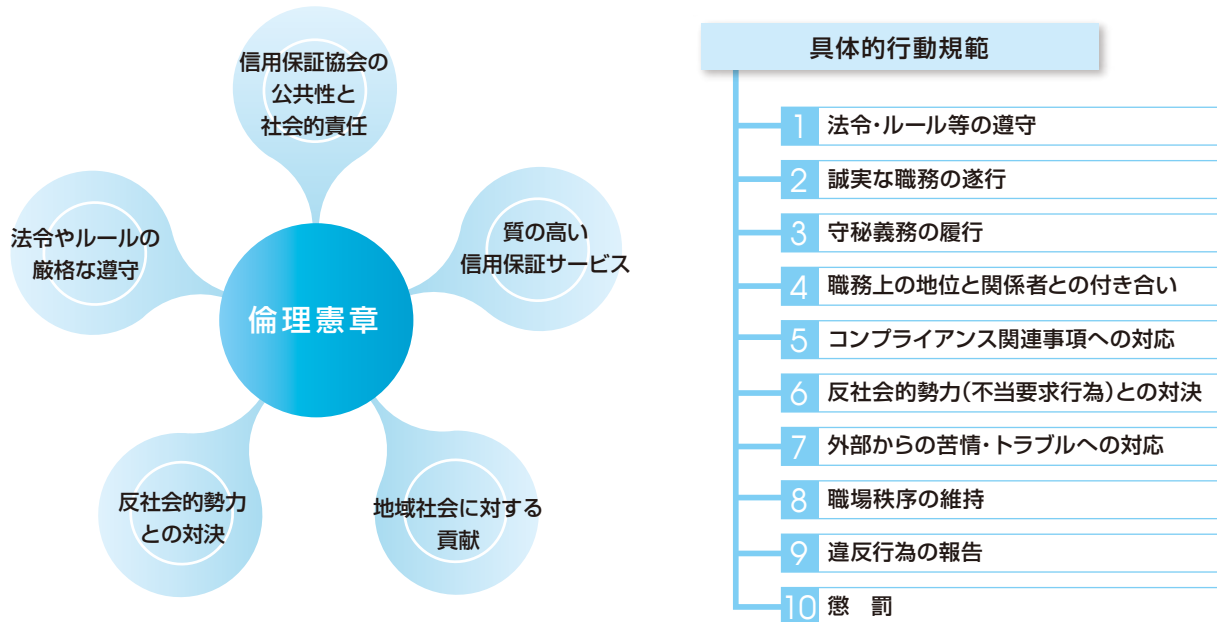 信用保証協会の
公共性と
社会的責任
質の高い
信用保証サービス
地域社会に対する
貢献
反社会的勢力
との対決
法令やルールの
厳格な遵守
倫理憲章
具体的行動規範
1 法令・ルール等の遵守
2 誠実な職務の遂行
3 守秘義務の履行
4 職務上の地位と関係者との付き合い
5 コンプライアンス関連事項への対応
6 反社会的勢力(不当要求行為)との対決
7 外部からの苦情・トラブルへの対応
8 職場秩序の維持
9 違反行為の報告
10 懲　罰